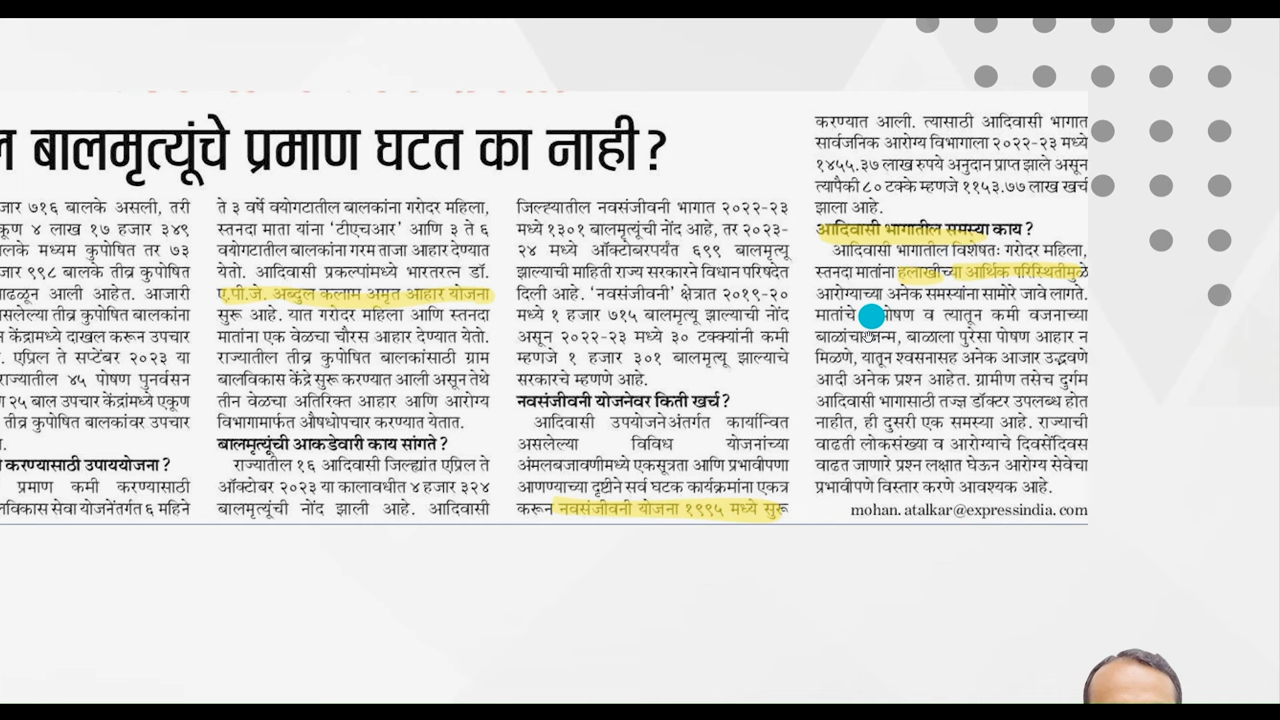 बालमृत्यूंचे प्रमाण घटत का नाही?
७१६ बालके असली, तरी
४ लाख १७ हजार ३४९
मध्यम कुपोषित तर ७३
९९८ बालके तीव्र कुपोषित
आली आहेत. आजारी
तीव्र कुपोषित बालकांना
केंद्रामध्ये दाखल करून उपचार
एप्रिल ते सप्टेंबर २०२३ या
४५ पोषण पुनर्वसन
२५ बाल उपचार केंद्रांमध्ये एकूण
तीव्र कुपोषित बालकांवर उपचार
करण्यासाठी उपाययोजना?
प्रमाण कमी करण्यासाठी
सेवा योजनेंतर्गत ६ महिने
ते ३ वर्षे वयोगटातील बालकांना गरोदर महिला,
स्तनदा माता यांना 'टीएचआर' आणि ३ ते ६
वयोगटातील बालकांना गरम ताजा आहार देण्यात
येतो. आदिवासी प्रकल्पांमध्ये भारतरत्न डॉ.
ए.पी.जे. अब्दुल कलाम अमृत आहार योजना
सुरू आहे. यात गरोदर महिला आणि स्तनदा
मातांना एक वेळचा चौरस आहार देण्यात येतो.
राज्यातील तीव्र कुपोषित बालकांसाठी ग्राम
बालविकास केंद्रे सुरू करण्यात आली असून तेथे
तीन वेळचा अतिरिक्त आहार आणि आरोग्य
विभागामार्फत औषधोपचार करण्यात येतात.
बालमृत्यूंची आकडेवारी काय सांगते?
राज्यातील १६ आदिवासी जिल्ह्यांत एप्रिल ते
ऑक्टोबर २०२३ या कालावधीत ४ हजार ३२४
बालमृत्यूंची नोंद झाली आहे. आदिवासी
जिल्ह्यातील नवसंजीवनी भागात २०२२-२३
मध्ये १३०१ बालमृत्यूंची नोंद आहे, तर २०२३-
२४ मध्ये ऑक्टोबरपर्यंत ६९९ बालमृत्यू
झाल्याची माहिती राज्य सरकारने विधान परिषदेत
दिली आहे. 'नवसंजीवनी' क्षेत्रात २०१९-२०
मध्ये १ हजार ७१५ बालमृत्यू झाल्याची नोंद
असून २०२२-२३ मध्ये ३० टक्क्यांनी कमी
म्हणजे १ हजार ३०१ बालमृत्यू झाल्याचे
सरकारचे म्हणणे आहे.
नवसंजीवनी योजनेवर किती खर्च?
आदिवासी उपयोजनेअंतर्गत कार्यान्वित
असलेल्या विविध योजनांच्या
अंमलबजावणीमध्ये एकसूत्रता आणि प्रभावीपणा
आणण्याच्या दृष्टीने सर्व घटक कार्यक्रमांना एकत्र
करून नवसंजीवनी योजना १९९५ मध्ये सुरू
करण्यात आली. त्यासाठी आदिवासी भागात
सार्वजनिक आरोग्य विभागाला २०२२-२३ मध्ये
१४५५.३७ लाख रुपये अनुदान प्राप्त झाले असून
त्यापैकी ८० टक्के म्हणजे ११५३.७७ लाख खर्च
झाला आहे.
आदिवासी भागातील समस्या काय?
आदिवासी भागातील विशेषतः गरोदर महिला,
स्तनदा मातांना हलाखीच्या आर्थिक परिस्थितीमुळे
आरोग्याच्या अनेक समस्यांना सामोरे जावे लागते.
मातांचे व त्यातून कमी वजनाच्या
बाळांचा जन्म, बाळाला पुरेसा पोषण आहार न
मिळणे, यातून श्वसनासह अनेक आजार उद्भवणे
आदी अनेक प्रश्न आहेत. ग्रामीण तसेच दुर्गम
आदिवासी भागासाठी तज्ज्ञ डॉक्टर उपलब्ध होत
नाहीत, ही दुसरी एक समस्या आहे. राज्याची
वाढती लोकसंख्या व आरोग्याचे दिवसेंदिवस
वाढत जाणारे प्रश्न लक्षात घेऊन आरोग्य सेवेचा
प्रभावीपणे विस्तार करणे आवश्यक आहे.
mohan.atalkar@expressindia.com